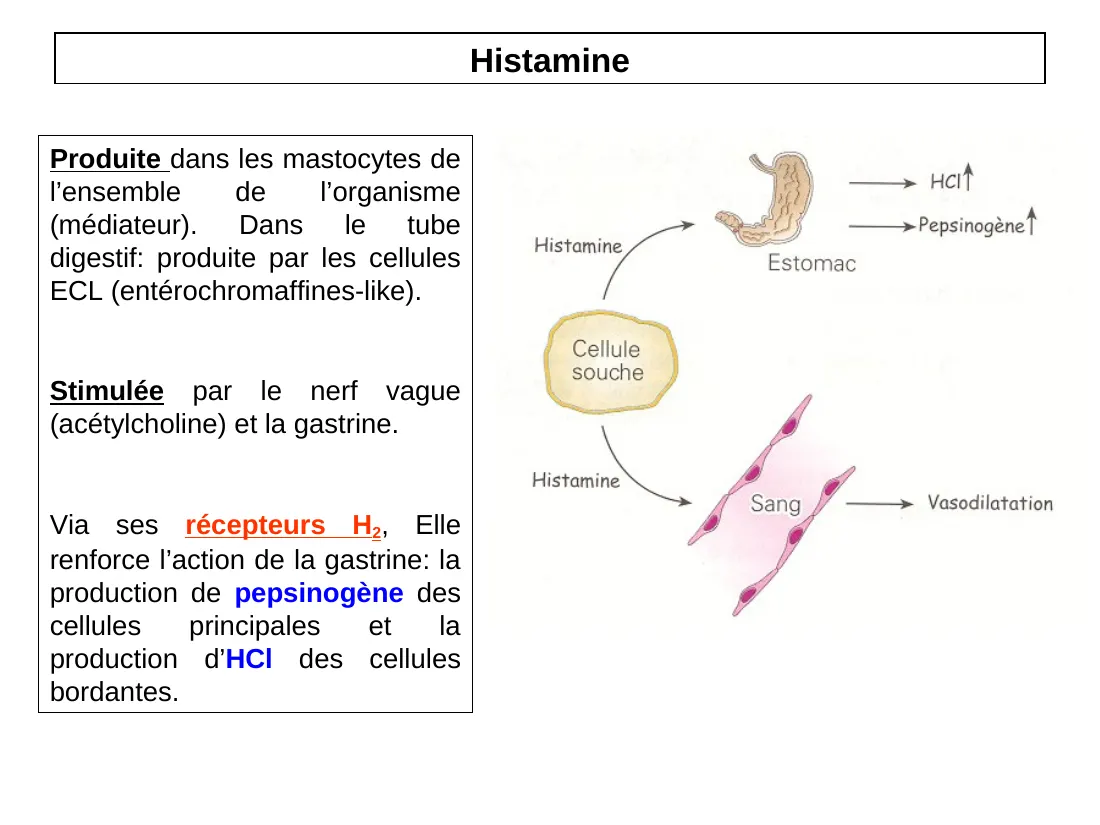 Histamine
Produite dans les mastocytes de
l’ensemble de l’organisme
(médiateur). Dans le tube
digestif: produite par les cellules
ECL (entérochromaffines-like).
Stimulée par le nerf vague
(acétylcholine) et la gastrine.
Via ses récepteurs H₂, Elle
renforce l’action de la gastrine: la
production de pepsinogène des
cellules principales et la
production d’HCl des cellules
bordantes.
HCl
Pepsinogène
Histamine
Estomac
Cellule
souche
Histamine
Sang
Vasodilatation